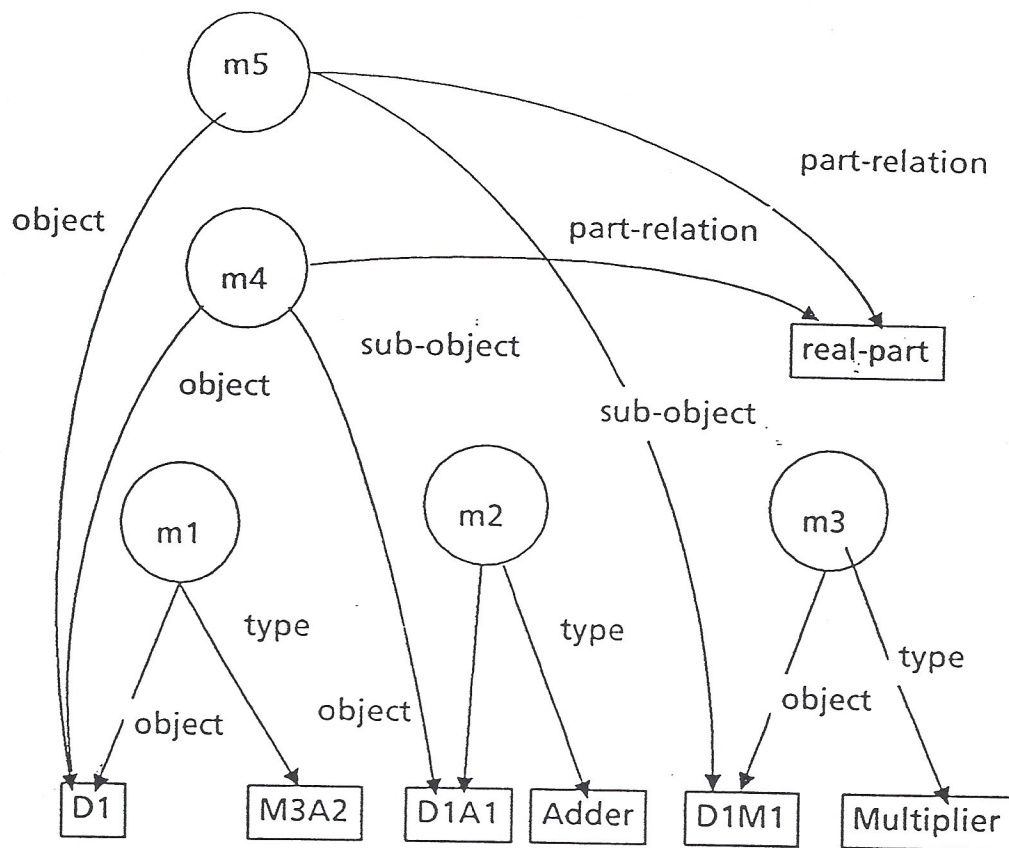 m5
part-relation
object
part-relation
m4
real-part
sub-object
object
sub-object
m1
m2
m3
type
type
type
object
object
object
D1
M3A2
D1A1
Adder
D1M1
Multiplier